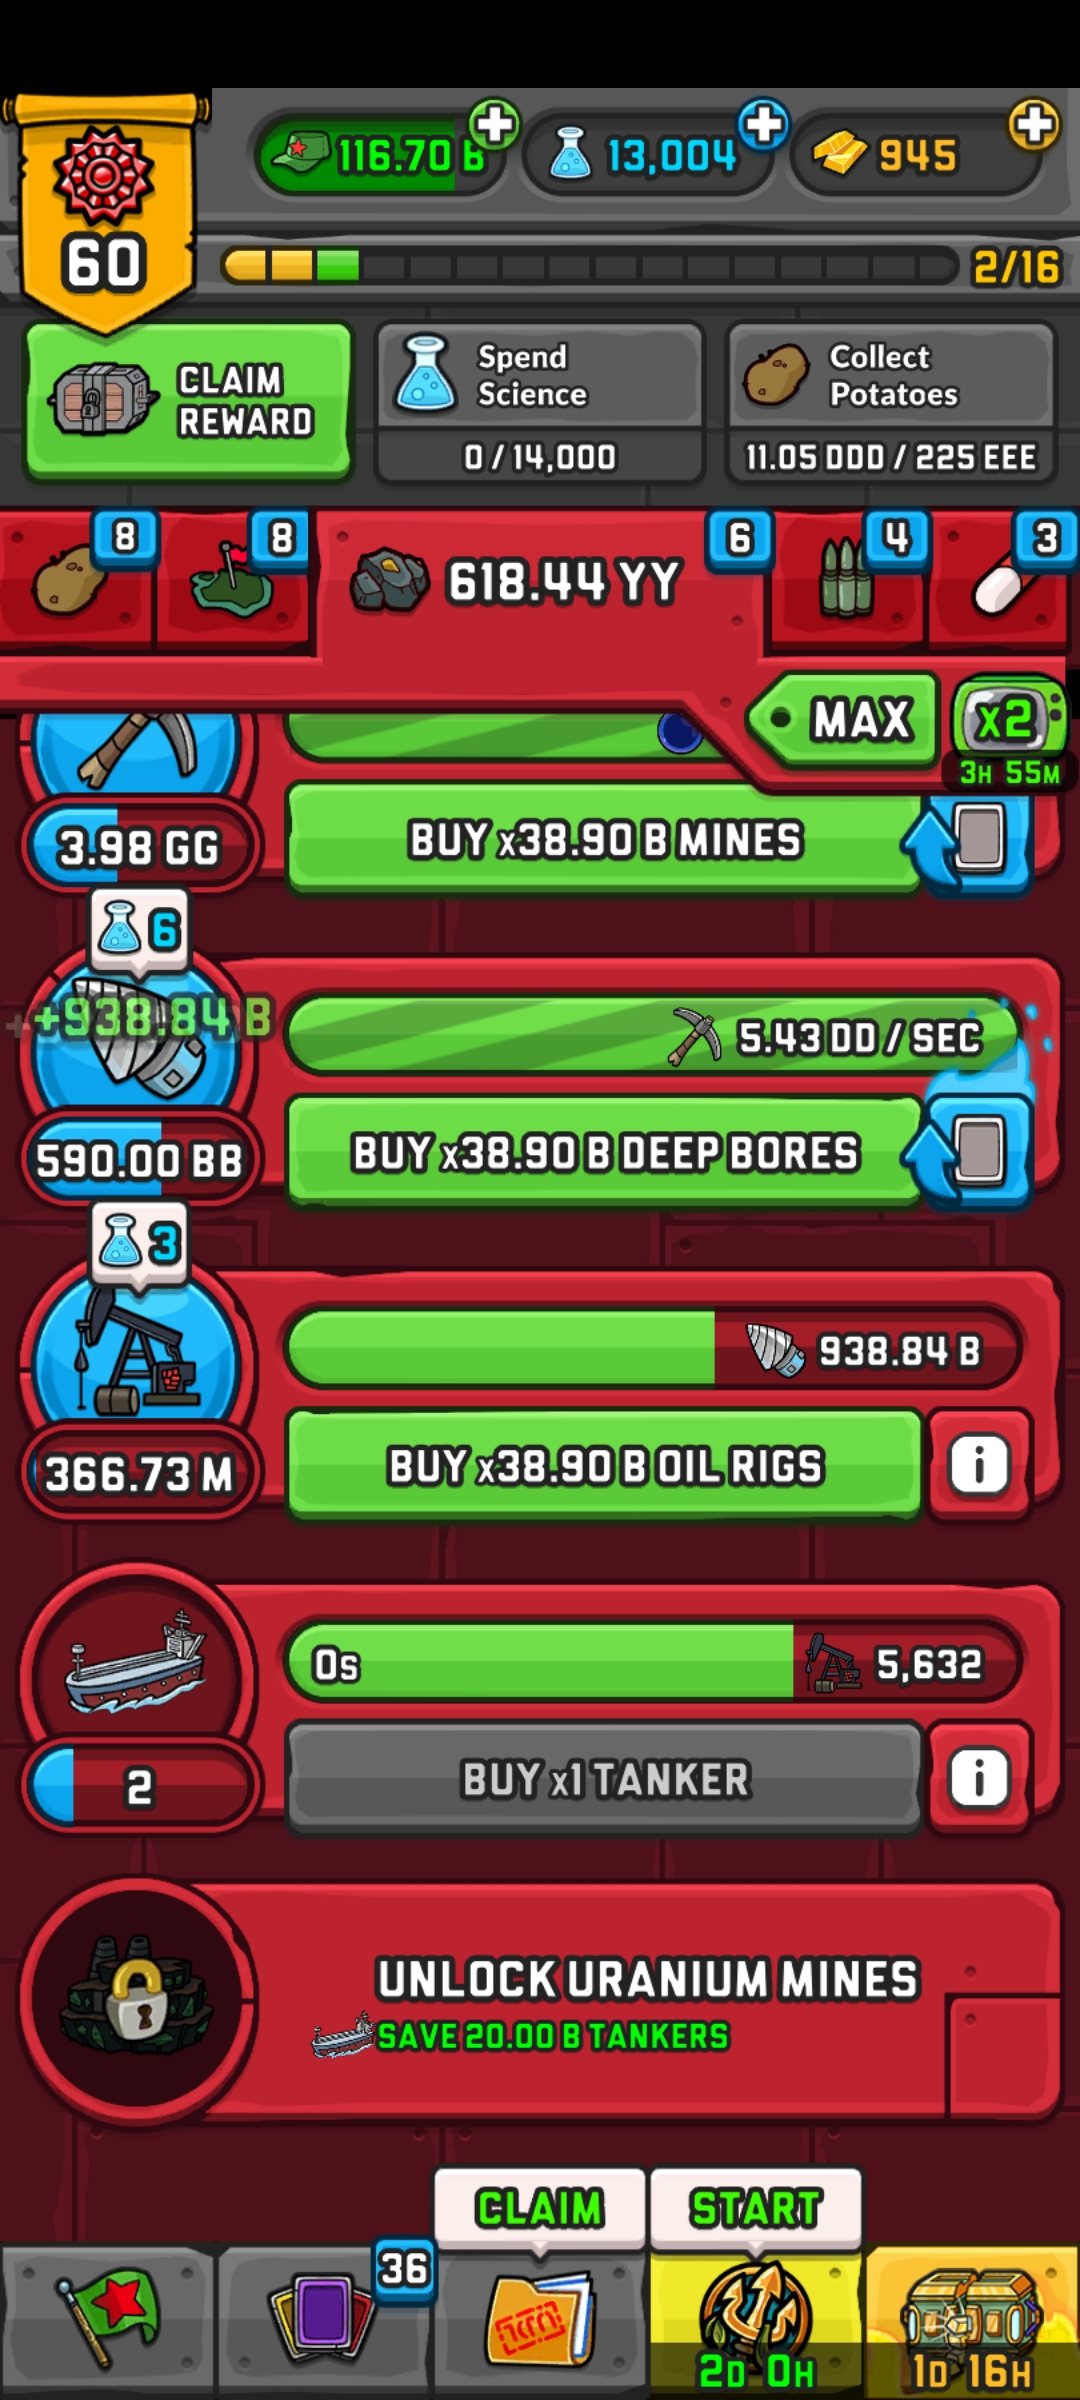 116.70 B
13,004
945
60
2/16
CLAIM
REWARD
Spend
Science
0 / 14,000
Collect
Potatoes
11.05 DDD / 225 EEE
8
8
618.44 YY
6
4
3
MAX
x2
3H 55M
3.98 GG
BUY x38.90 B MINES
6
+938.84 B
5.43 DD / SEC
590.00 BB
BUY x38.90 B DEEP BORES
3
938.84 B
366.73 M
BUY x38.90 B OIL RIGS
i
0s
5,632
2
BUY x1 TANKER
i
UNLOCK URANIUM MINES
SAVE 20.00 B TANKERS
CLAIM
START
36
2D 0H
1D 16H